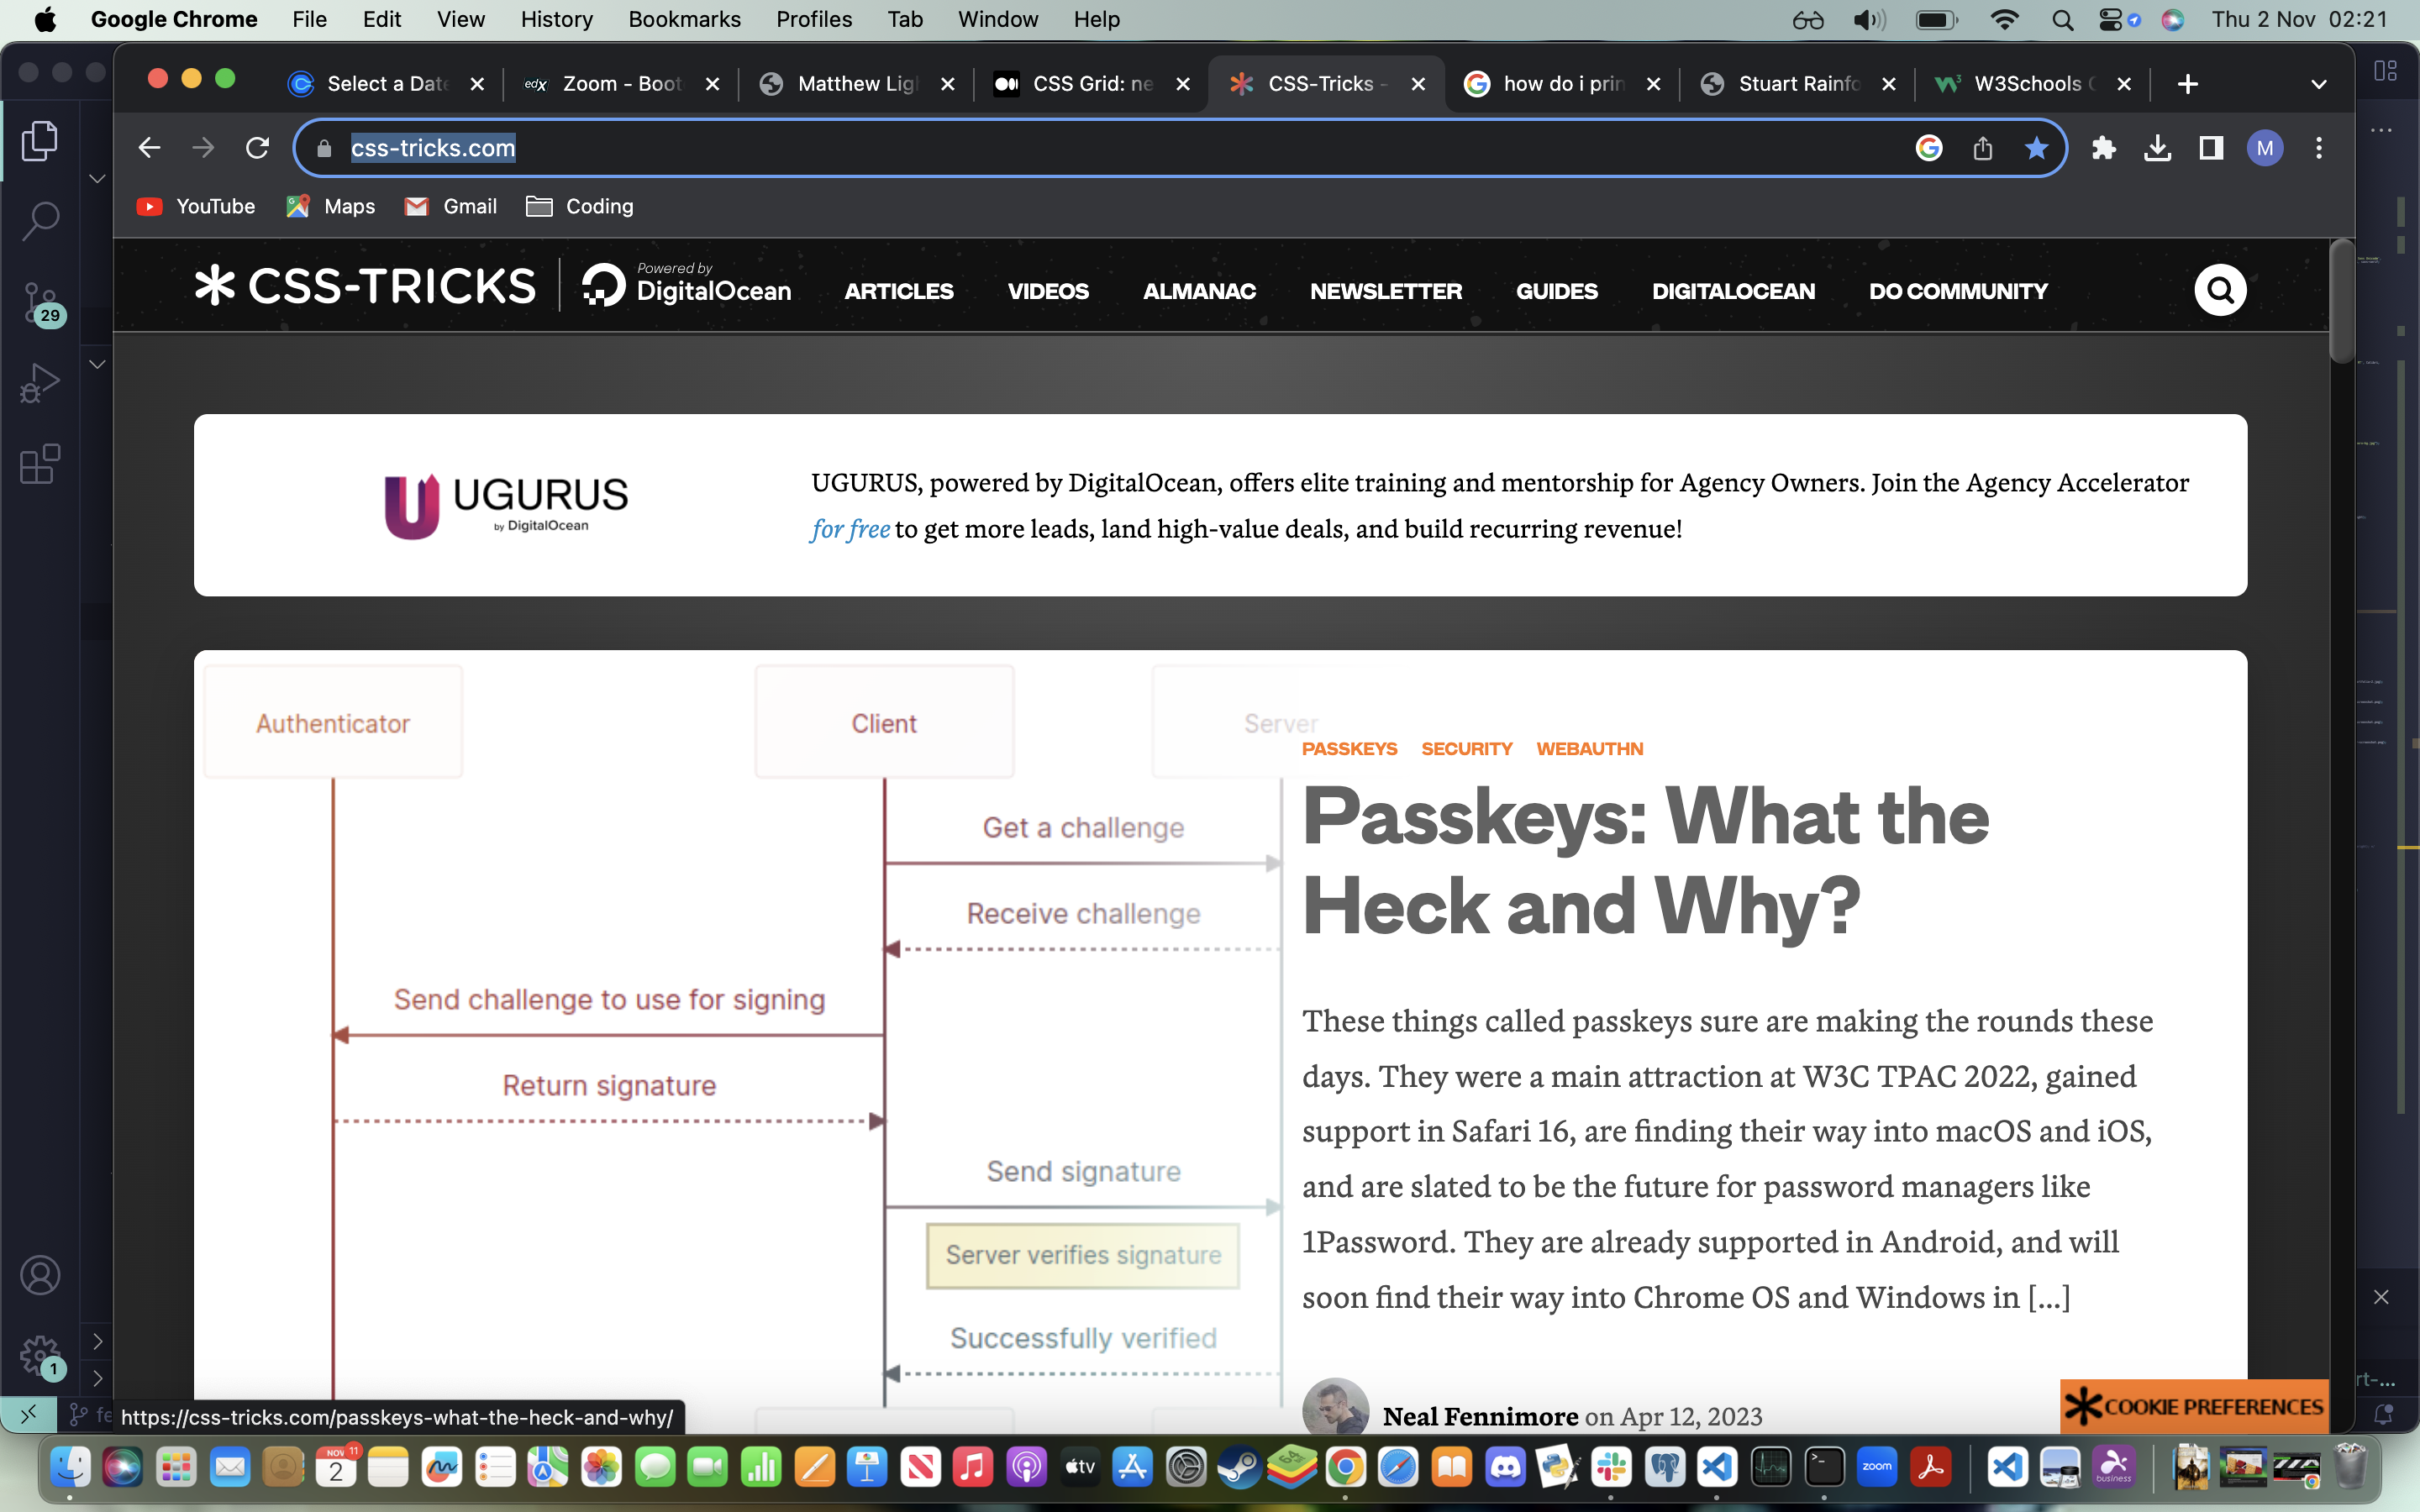 Google Chrome File Edit View History Bookmarks Profiles Tab Window Help Thu 2 Nov 02:21
Select a Date edX Zoom - Boot Matthew Lig CSS Grid: ne CSS-Tricks - how do i prin Stuart Rainfo W3Schools
css-tricks.com M
YouTube Maps Gmail Coding
CSS-TRICKS Powered by DigitalOcean ARTICLES VIDEOS ALMANAC NEWSLETTER GUIDES DIGITALOCEAN DO COMMUNITY
29
UGURUS
by DigitalOcean
UGURUS, powered by DigitalOcean, offers elite training and mentorship for Agency Owners. Join the Agency Accelerator
for free to get more leads, land high-value deals, and build recurring revenue!
Authenticator Client Server
Get a challenge
Receive challenge
Send challenge to use for signing
Return signature
Send signature
Server verifies signature
Successfully verified
PASSKEYS SECURITY WEBAUTHN
Passkeys: What the
Heck and Why?
These things called passkeys sure are making the rounds these
days. They were a main attraction at W3C TPAC 2022, gained
support in Safari 16, are finding their way into macOS and iOS,
and are slated to be the future for password managers like
1Password. They are already supported in Android, and will
soon find their way into Chrome OS and Windows in [...]
Neal Fennimore on Apr 12, 2023
COOKIE PREFERENCES
1
fe
rt-...
https://css-tricks.com/passkeys-what-the-heck-and-why/
NOV 11
2
tv
zoom
business